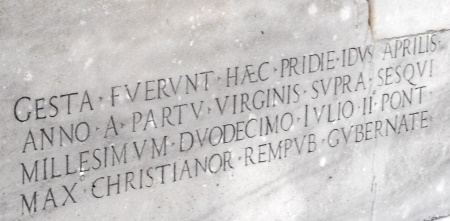 GESTA · FVERVNT · HÆC · PRIDIE · IDVS APRILIS ·
ANNO · A · PARTV · VIRGINIS · SVPRA · SESQVI
MILLESIMVM · DVODECIMO · IVLIO · II · PONT ·
MAX · CHRISTIANOR · REMPVB · GVBERNATE ·